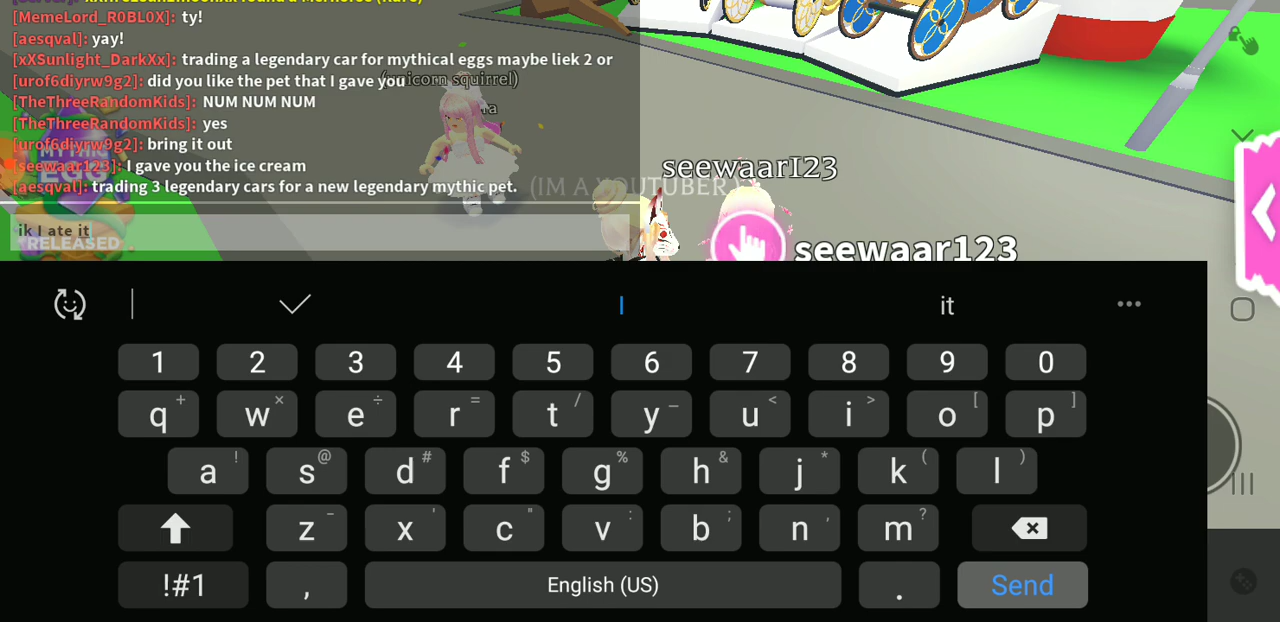 [MemeLord_R0BL0X]: ty!
[aesqval]: yay!
[xXSunlight_DarkXx]: trading a legendary car for mythical eggs maybe liek 2 or
[urof6diyrw9g2]: did you like the pet that I gave you
(unicorn squirrel)
[TheThreeRandomKids]: NUM NUM NUM
[TheThreeRandomKids]: yes
[urof6diyrw9g2]: bring it out
[seewaar123]: I gave you the ice cream
[aesqval]: trading 3 legendary cars for a new legendary mythic pet.
(IM A YOUTUBER
seewaar123
seewaar123
MYTHIC
EGG
RELEASED
ik I ate it
I it
1 2 3 4 5 6 7 8 9 0
q + w × e ÷ r = t / y _ u < i > o [ p ]
a ! s @ d # f $ g % h & j * k ( l )
z - x ' c " v : b ; n , m ?
!#1 , English (US) . Send